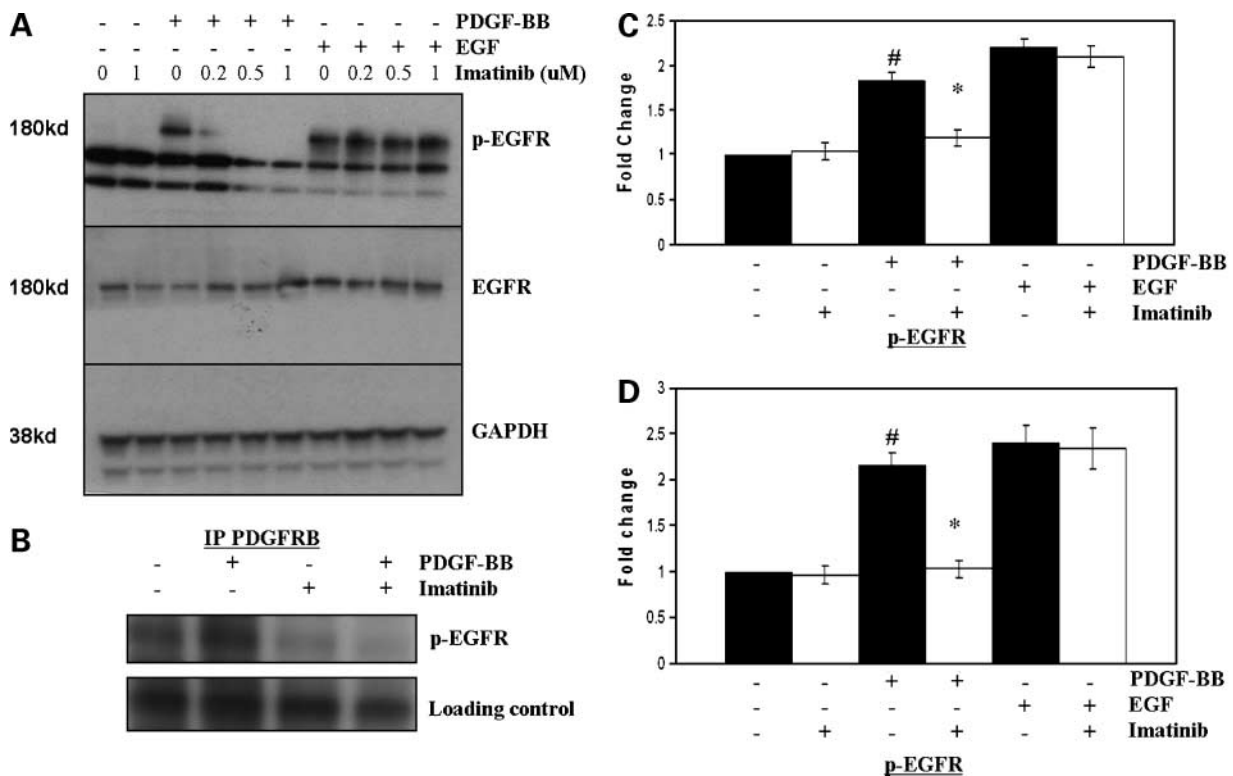 A
- - + + + + PDGF-BB
- - + + + + EGF
0 1 0 0.2 0.5 1 0 0.2 0.5 1 Imatinib (uM)
180kd
p-EGFR
180kd
EGFR
38kd
GAPDH
B
IP PDGFRB
- + - + PDGF-BB
- - + + Imatinib
p-EGFR
Loading control
C
Fold Change
2.5
2
1.5
1
0.5
0
#
*
- - + + - - PDGF-BB
- - - - + + EGF
- + - + - + Imatinib
p-EGFR
D
Fold change
3
2.5
2
1.5
1
0.5
0
#
*
- - + + - - PDGF-BB
- - - - + + EGF
- + - + - + Imatinib
p-EGFR